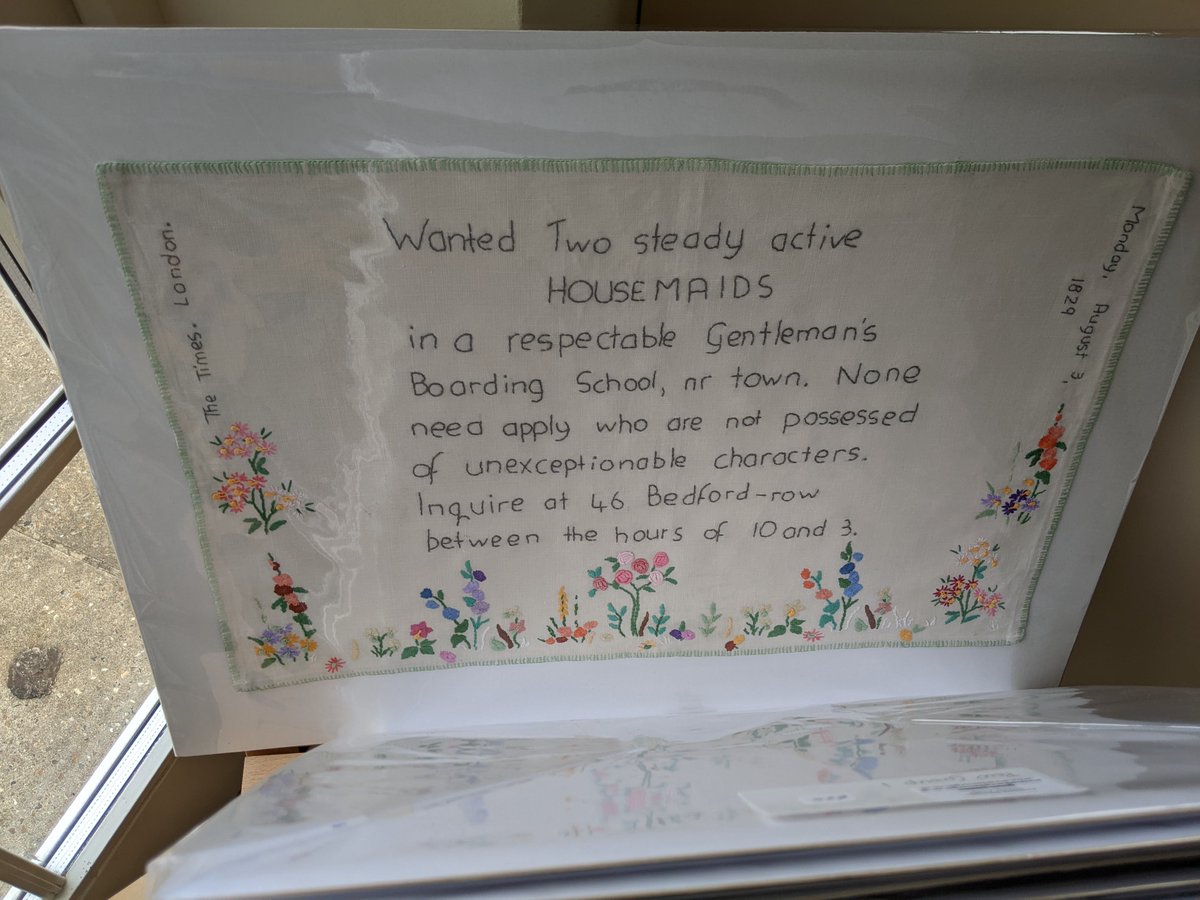 The Times. London.
Monday, August 3,
1829
Wanted Two steady active
HOUSEMAIDS
in a respectable Gentleman's
Boarding School, nr town. None
need apply who are not possessed
of unexceptionable characters.
Inquire at 46 Bedford-row
between the hours of 10 and 3.